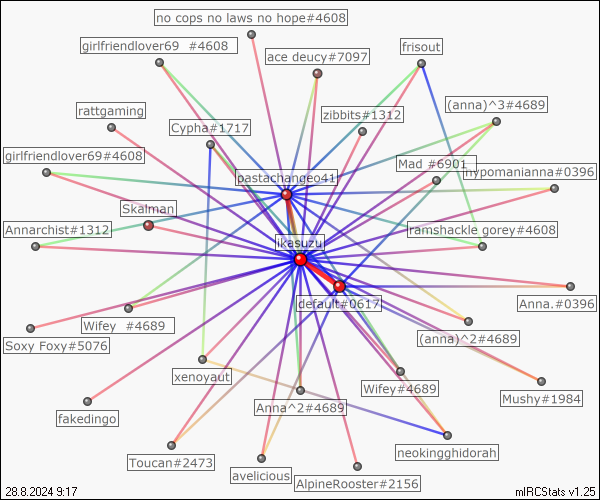 no cops no laws no hope#4608
girlfriendlover69 #4608
ace deucy#7097
frisout
rattgaming
zibbits#1312
(anna)^3#4689
Cypha#1717
girlfriendlover69#4608
pastachangeo41
Mad #6901
hypomanianna#0396
Skalman
Annarchist#1312
ikasuzu
ramshackle gorey#4608
default#0617
Anna.#0396
Soxy Foxy#5076
Wifey #4689
(anna)^2#4689
xenoyaut
Wifey#4689
Mushy#1984
fakedingo
Anna^2#4689
neokingghidorah
Toucan#2473
avelicious
AlpineRooster#2156
28.8.2024 9:17
mIRCStats v1.25